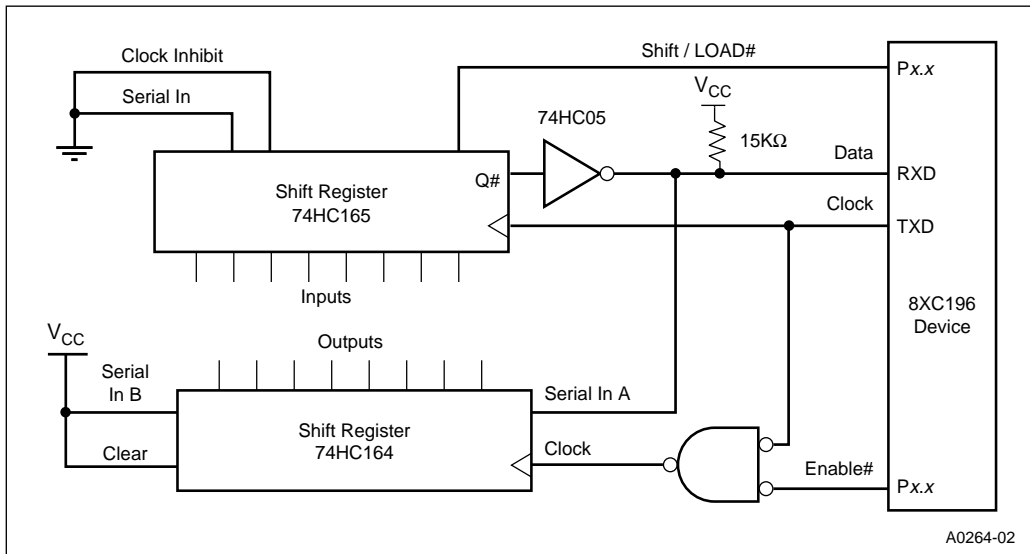 Clock Inhibit
Shift / LOAD#
Px.x
Serial In
VCC
74HC05
15KΩ
Data
Q#
RXD
Shift Register
74HC165
Clock
TXD
Inputs
8XC196
Device
VCC
Outputs
Serial
In B
Serial In A
Shift Register
74HC164
Clear
Clock
Enable#
Px.x
A0264-02